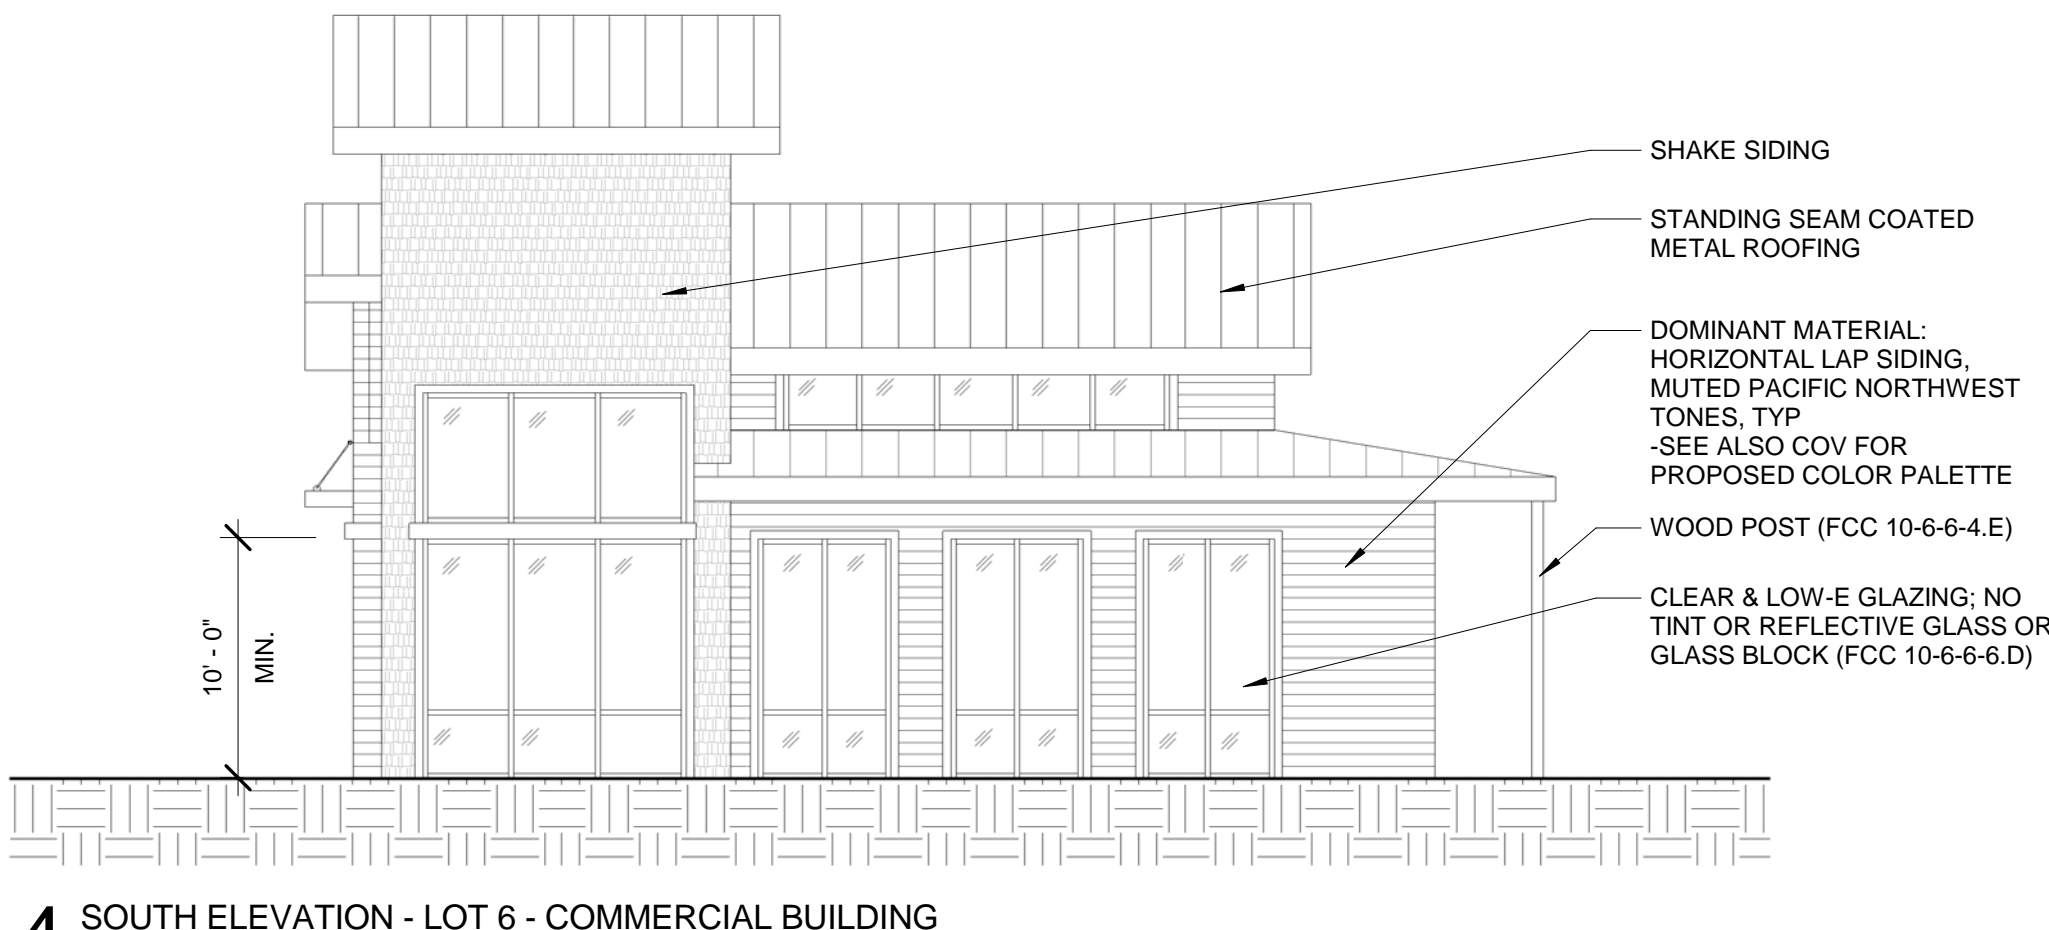 SHAKE SIDING
STANDING SEAM COATED
METAL ROOFING
DOMINANT MATERIAL:
HORIZONTAL LAP SIDING,
MUTED PACIFIC NORTHWEST
TONES, TYP
-SEE ALSO COV FOR
PROPOSED COLOR PALETTE
WOOD POST (FCC 10-6-6-4.E)
CLEAR & LOW-E GLAZING; NO
TINT OR REFLECTIVE GLASS OR
GLASS BLOCK (FCC 10-6-6-6.D)
10' - 0"
MIN.
4 SOUTH ELEVATION - LOT 6 - COMMERCIAL BUILDING